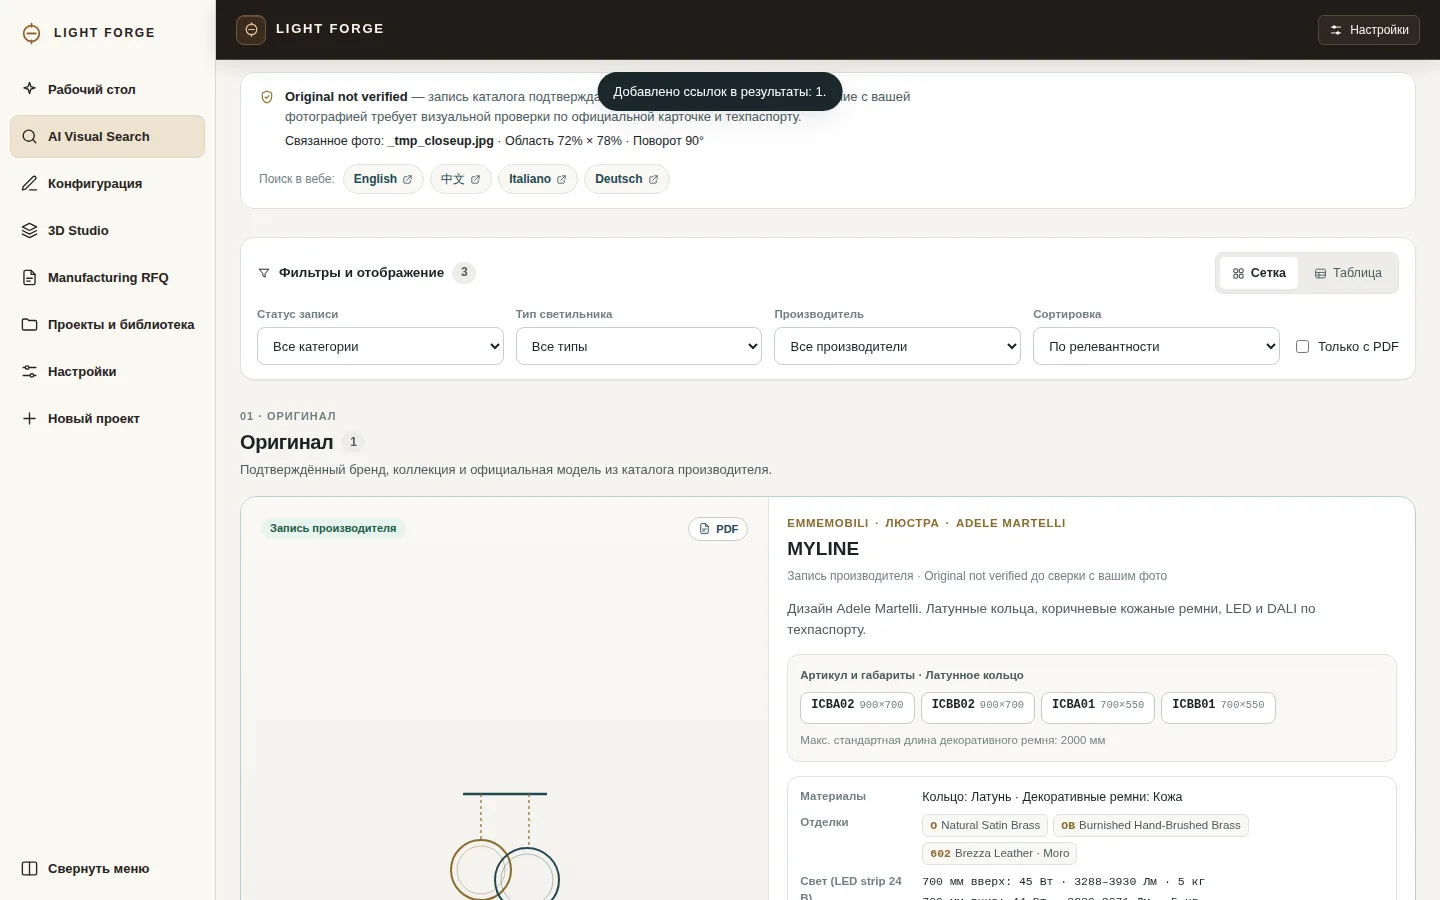 LIGHT FORGE
Рабочий стол
AI Visual Search
Конфигурация
3D Studio
Manufacturing RFQ
Проекты и библиотека
Настройки
Новый проект
Свернуть меню
LIGHT FORGE
Настройки
Добавлено ссылок в результаты: 1.
Original not verified — запись каталога подтвержда ие с вашей
фотографией требует визуальной проверки по официальной карточке и техпаспорту.
Связанное фото: _tmp_closeup.jpg · Область 72% × 78% · Поворот 90°
Поиск в вебе: English 中文 Italiano Deutsch
Фильтры и отображение 3
Сетка Таблица
Статус записи Тип светильника Производитель Сортировка
Все категории Все типы Все производители По релевантности Только с PDF
01 · ОРИГИНАЛ
Оригинал 1
Подтверждённый бренд, коллекция и официальная модель из каталога производителя.
Запись производителя PDF
EMMEMOBILI · ЛЮСТРА · ADELE MARTELLI
MYLINE
Запись производителя · Original not verified до сверки с вашим фото
Дизайн Adele Martelli. Латунные кольца, коричневые кожаные ремни, LED и DALI по
техпаспорту.
Артикул и габариты · Латунное кольцо
ICBA02 900×700 ICBB02 900×700 ICBA01 700×550 ICBB01 700×550
Макс. стандартная длина декоративного ремня: 2000 мм
Материалы Кольцо: Латунь · Декоративные ремни: Кожа
Отделки O Natural Satin Brass OB Burnished Hand-Brushed Brass
602 Brezza Leather · Moro
Свет (LED strip 24 700 мм вверх: 45 Вт · 3288–3930 Лм · 5 кг
В)